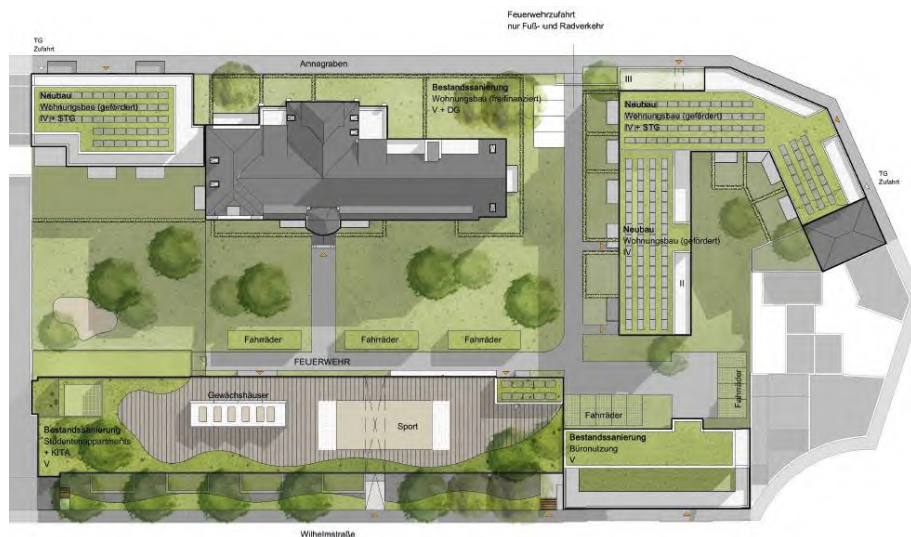 Feuerwehrzufahrt
nur Fuß- und Radverkehr
TG
Zufahrt
Annagraben
Neubau
Wohnungsbau (gefördert)
IV+ STG
Bestandssanierung
Wohnungsbau (freifinanziert)
V + DG
III
Neubau
Wohnungsbau (gefördert)
IV+ STG
TG
Zufahrt
Neubau
Wohnungsbau (gefördert)
IV
II
Fahrräder
Fahrräder
Fahrräder
FEUERWEHR
Gewächshäuser
Sport
Fahrräder
Fahrräder
Bestandssanierung
Studentenappartments
+ KITA
V
Bestandssanierung
Büronutzung
V
Wilhelmstraße